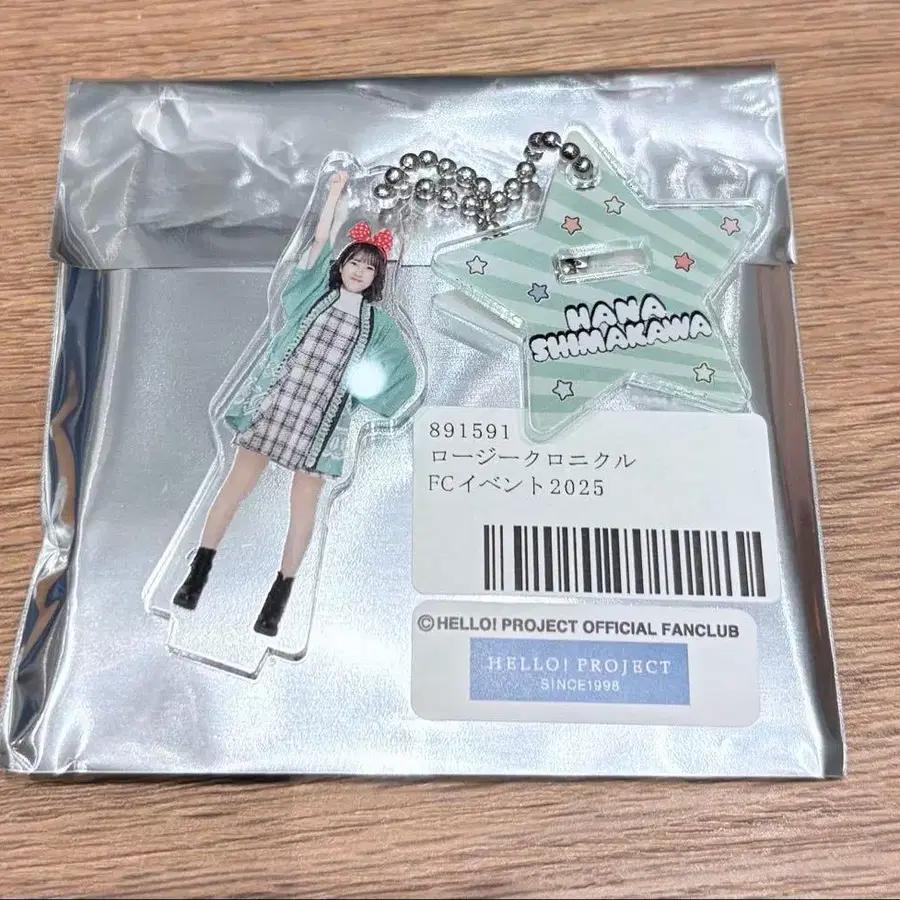 HANA
SHIMAKAWA
891591
ロージークロニクル
FCイベント2025
©HELLO! PROJECT OFFICIAL FANCLUB
HELLO! PROJECT
SINCE1998